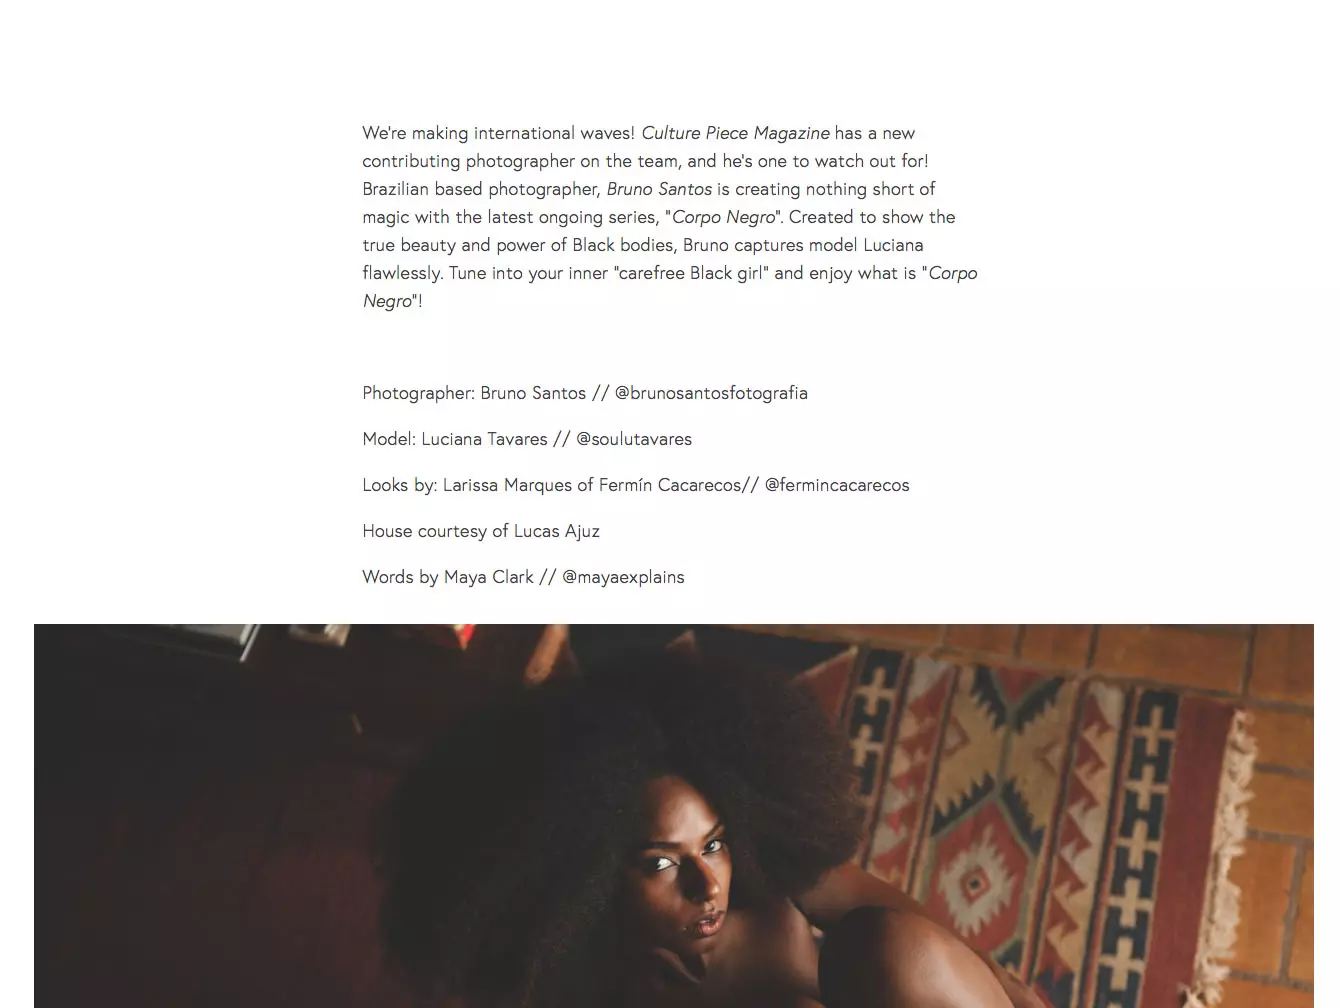 We're making international waves! Culture Piece Magazine has a new
contributing photographer on the team, and he's one to watch out for!
Brazilian based photographer, Bruno Santos is creating nothing short of
magic with the latest ongoing series, "Corpo Negro". Created to show the
true beauty and power of Black bodies, Bruno captures model Luciana
flawlessly. Tune into your inner "carefree Black girl" and enjoy what is "Corpo
Negro"!
Photographer: Bruno Santos // @brunosantosfotografia
Model: Luciana Tavares // @soulutavares
Looks by: Larissa Marques of Fermín Cacarecos// @fermincacarecos
House courtesy of Lucas Ajuz
Words by Maya Clark // @mayaexplains